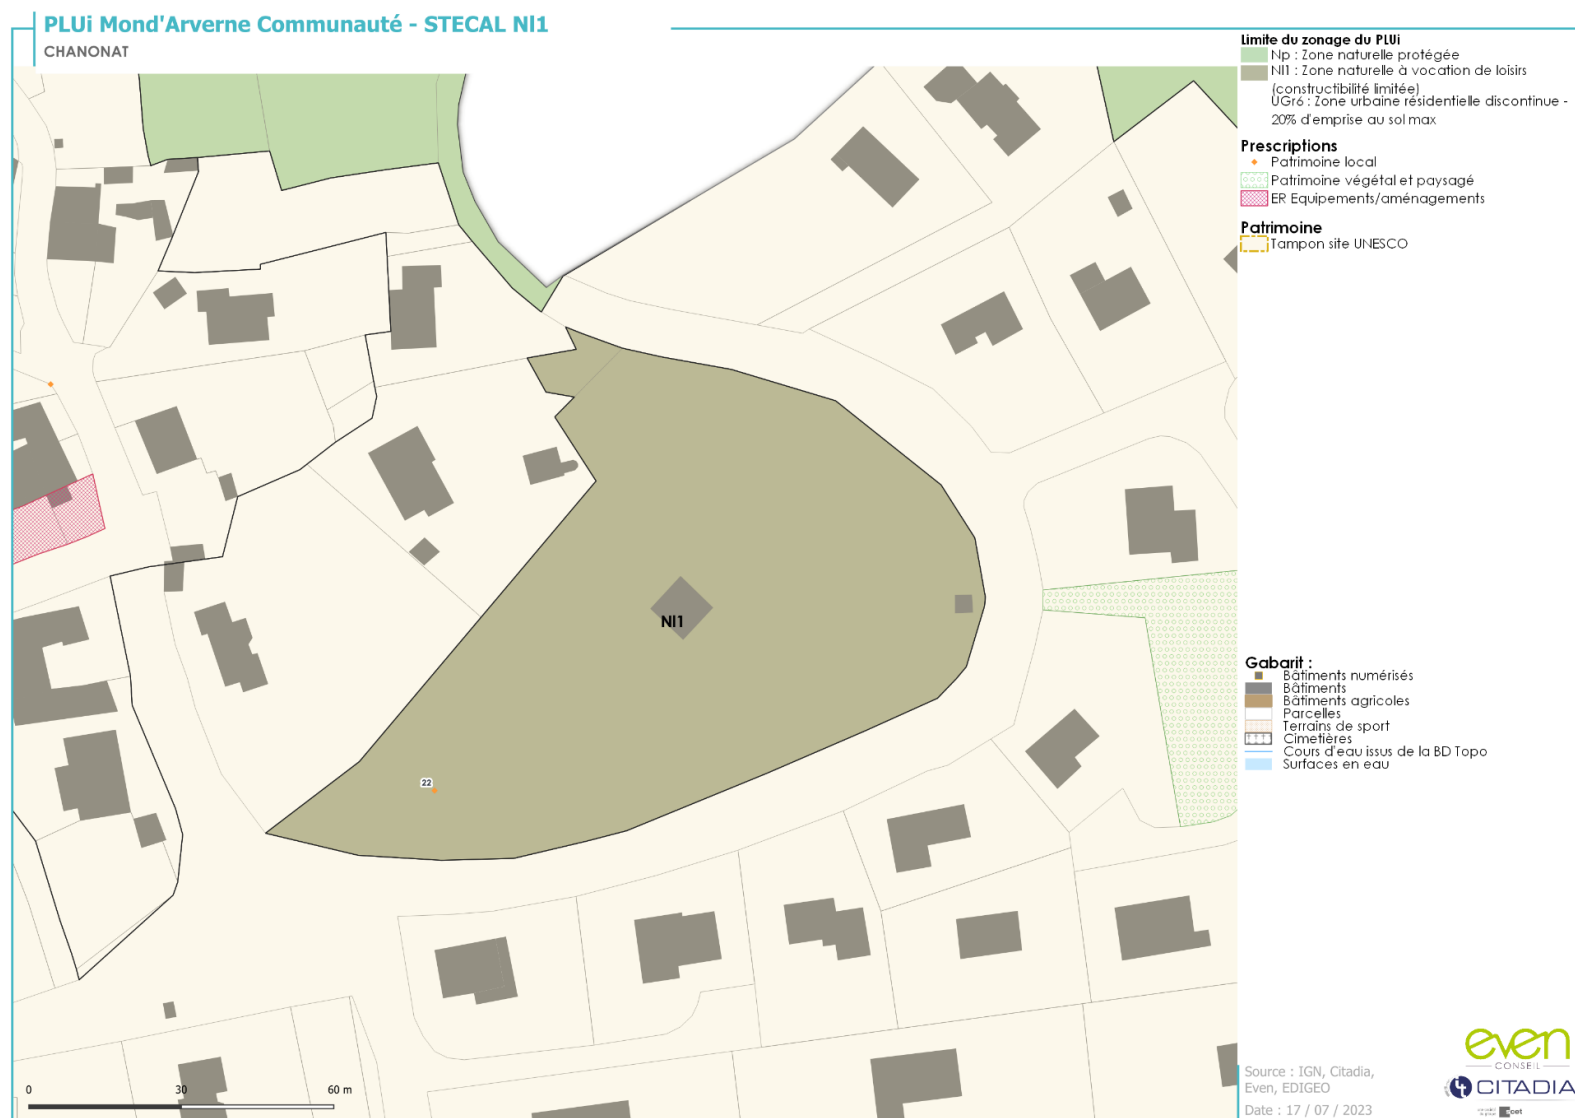 PLUi Mond'Arverne Communauté - STECAL Nl1
CHANONAT
Limite du zonage du PLUi
Np : Zone naturelle protégée
Nl1 : Zone naturelle à vocation de loisirs
(constructibilité limitée)
UGr6 : Zone urbaine résidentielle discontinue -
20% d'emprise au sol max
Prescriptions
Patrimoine local
Patrimoine végétal et paysagé
ER Equipements/aménagements
Patrimoine
Tampon site UNESCO
Nl1
22
Gabarit :
Bâtiments numérisés
Bâtiments
Bâtiments agricoles
Parcelles
Terrains de sport
Cimetières
Cours d'eau issus de la BD Topo
Surfaces en eau
0 30 60 m
Source : IGN, Citadia,
Even, EDIGEO
Date : 17 / 07 / 2023
even
CONSEIL
CITADIA